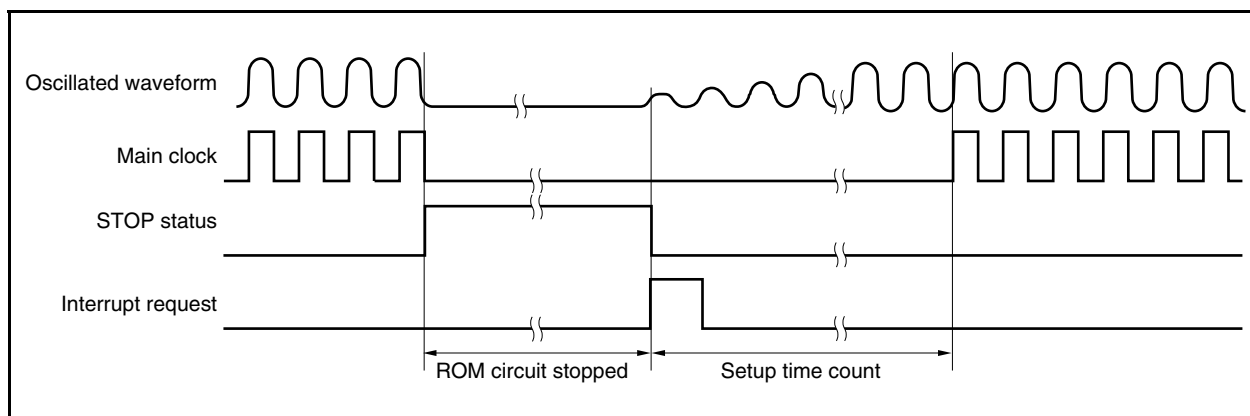 Oscillated waveform
Main clock
STOP status
Interrupt request
ROM circuit stopped
Setup time count